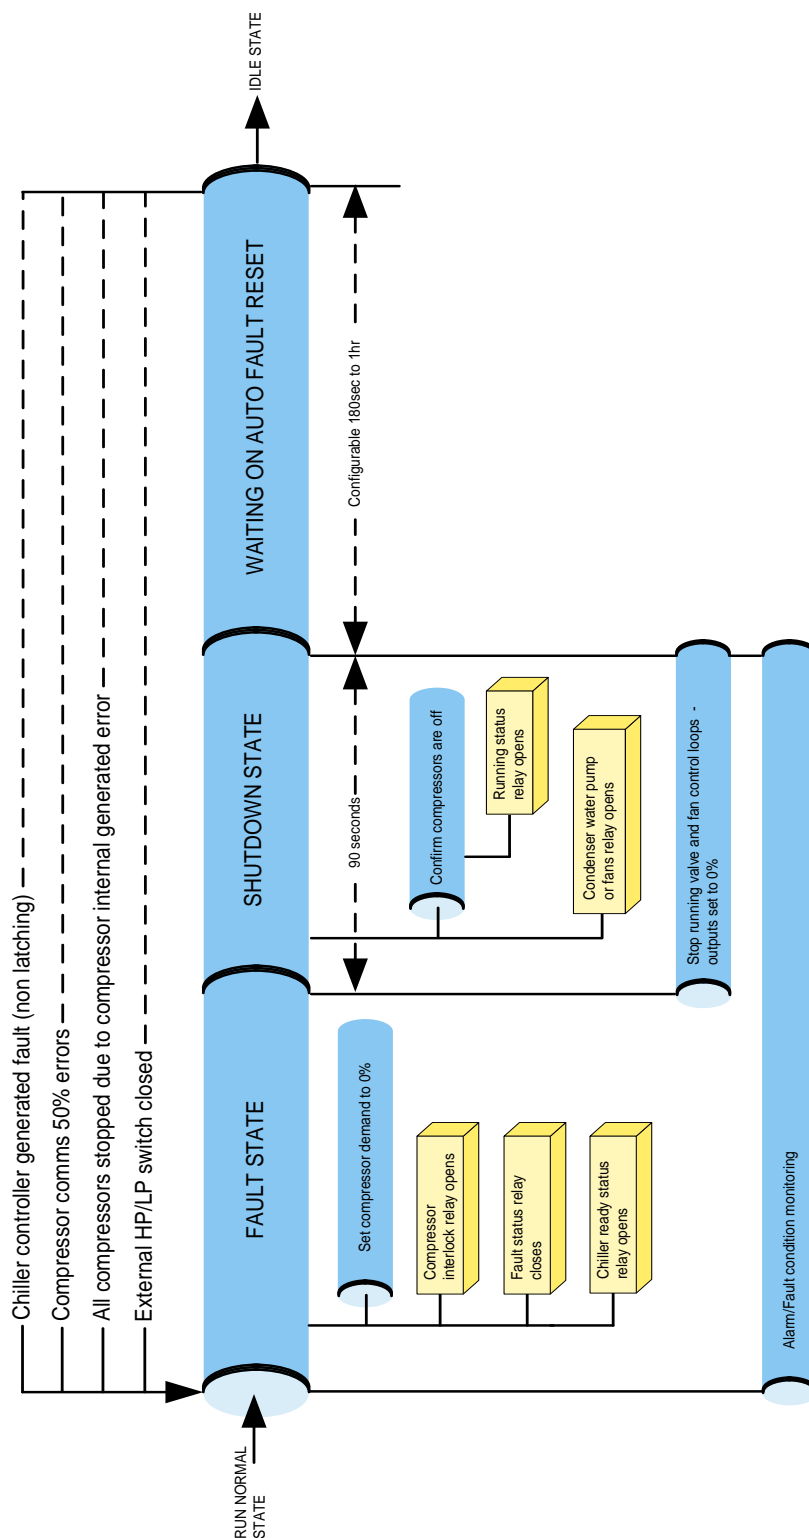 Chiller controller generated fault (non latching)
Compressor comms 50% errors
All compressors stopped due to compressor internal generated error
External HP/LP switch closed
RUN NORMAL
STATE
FAULT STATE
SHUTDOWN STATE
WAITING ON AUTO FAULT RESET
IDLE STATE
90 seconds
Configurable 180sec to 1hr
Set compressor demand to 0%
Compressor
interlock relay opens
Fault status relay
closes
Chiller ready status
relay opens
Confirm compressors are off
Running status
relay opens
Condenser water pump
or fans relay opens
Stop running valve and fan control loops -
outputs set to 0%
Alarm/Fault condition monitoring